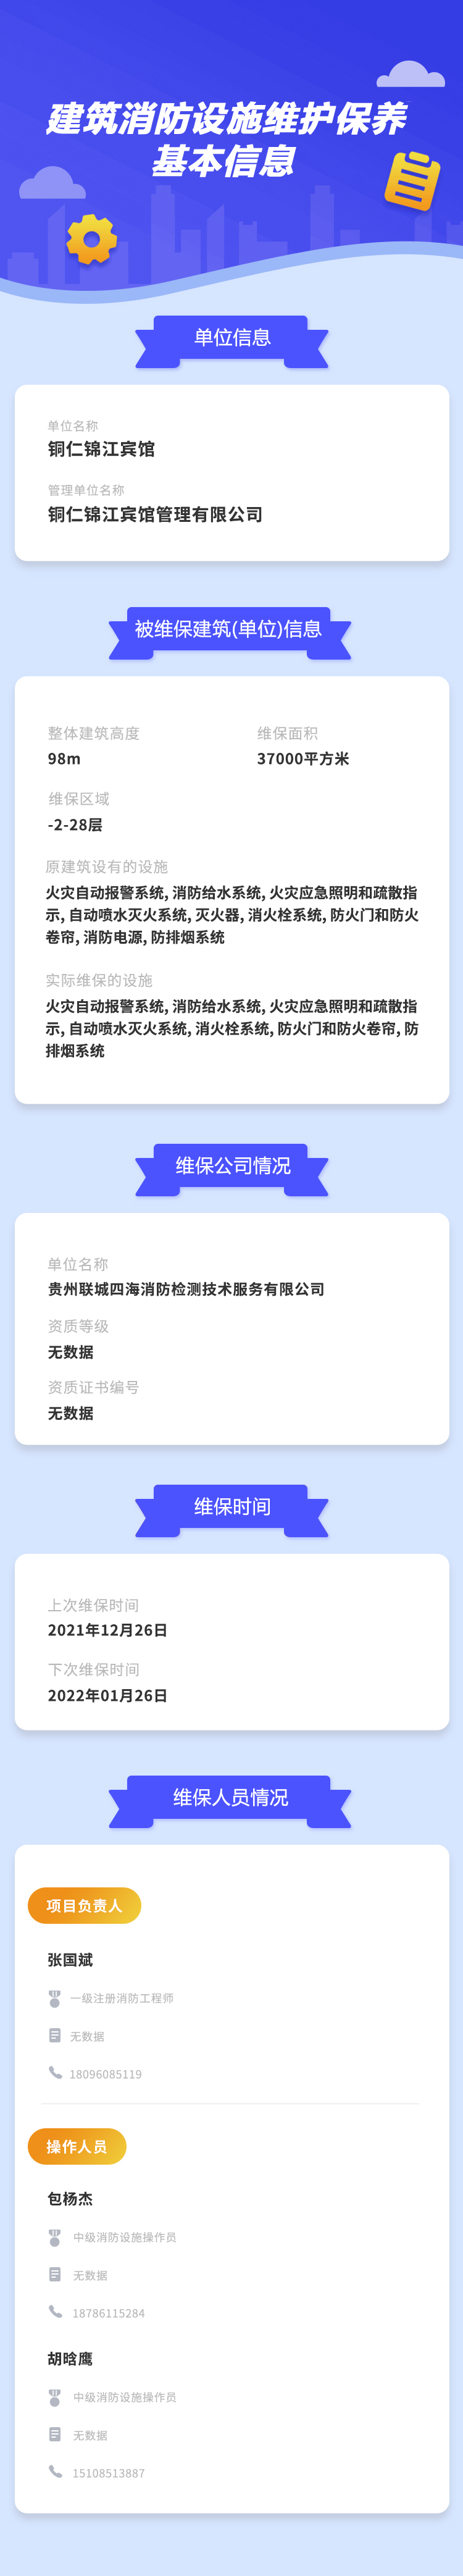 建筑消防设施维护保养
基本信息
单位信息
单位名称
铜仁锦江宾馆
管理单位名称
铜仁锦江宾馆管理有限公司
被维保建筑(单位)信息
整体建筑高度 维保面积
98m 37000平方米
维保区域
-2-28层
原建筑设有的设施
火灾自动报警系统, 消防给水系统, 火灾应急照明和疏散指
示, 自动喷水灭火系统, 灭火器, 消火栓系统, 防火门和防火
卷帘, 消防电源, 防排烟系统
实际维保的设施
火灾自动报警系统, 消防给水系统, 火灾应急照明和疏散指
示, 自动喷水灭火系统, 消火栓系统, 防火门和防火卷帘, 防
排烟系统
维保公司情况
单位名称
贵州联城四海消防检测技术服务有限公司
资质等级
无数据
资质证书编号
无数据
维保时间
上次维保时间
2021年12月26日
下次维保时间
2022年01月26日
维保人员情况
项目负责人
张国斌
一级注册消防工程师
无数据
18096085119
操作人员
包杨杰
中级消防设施操作员
无数据
18786115284
胡晗鹰
中级消防设施操作员
无数据
15108513887